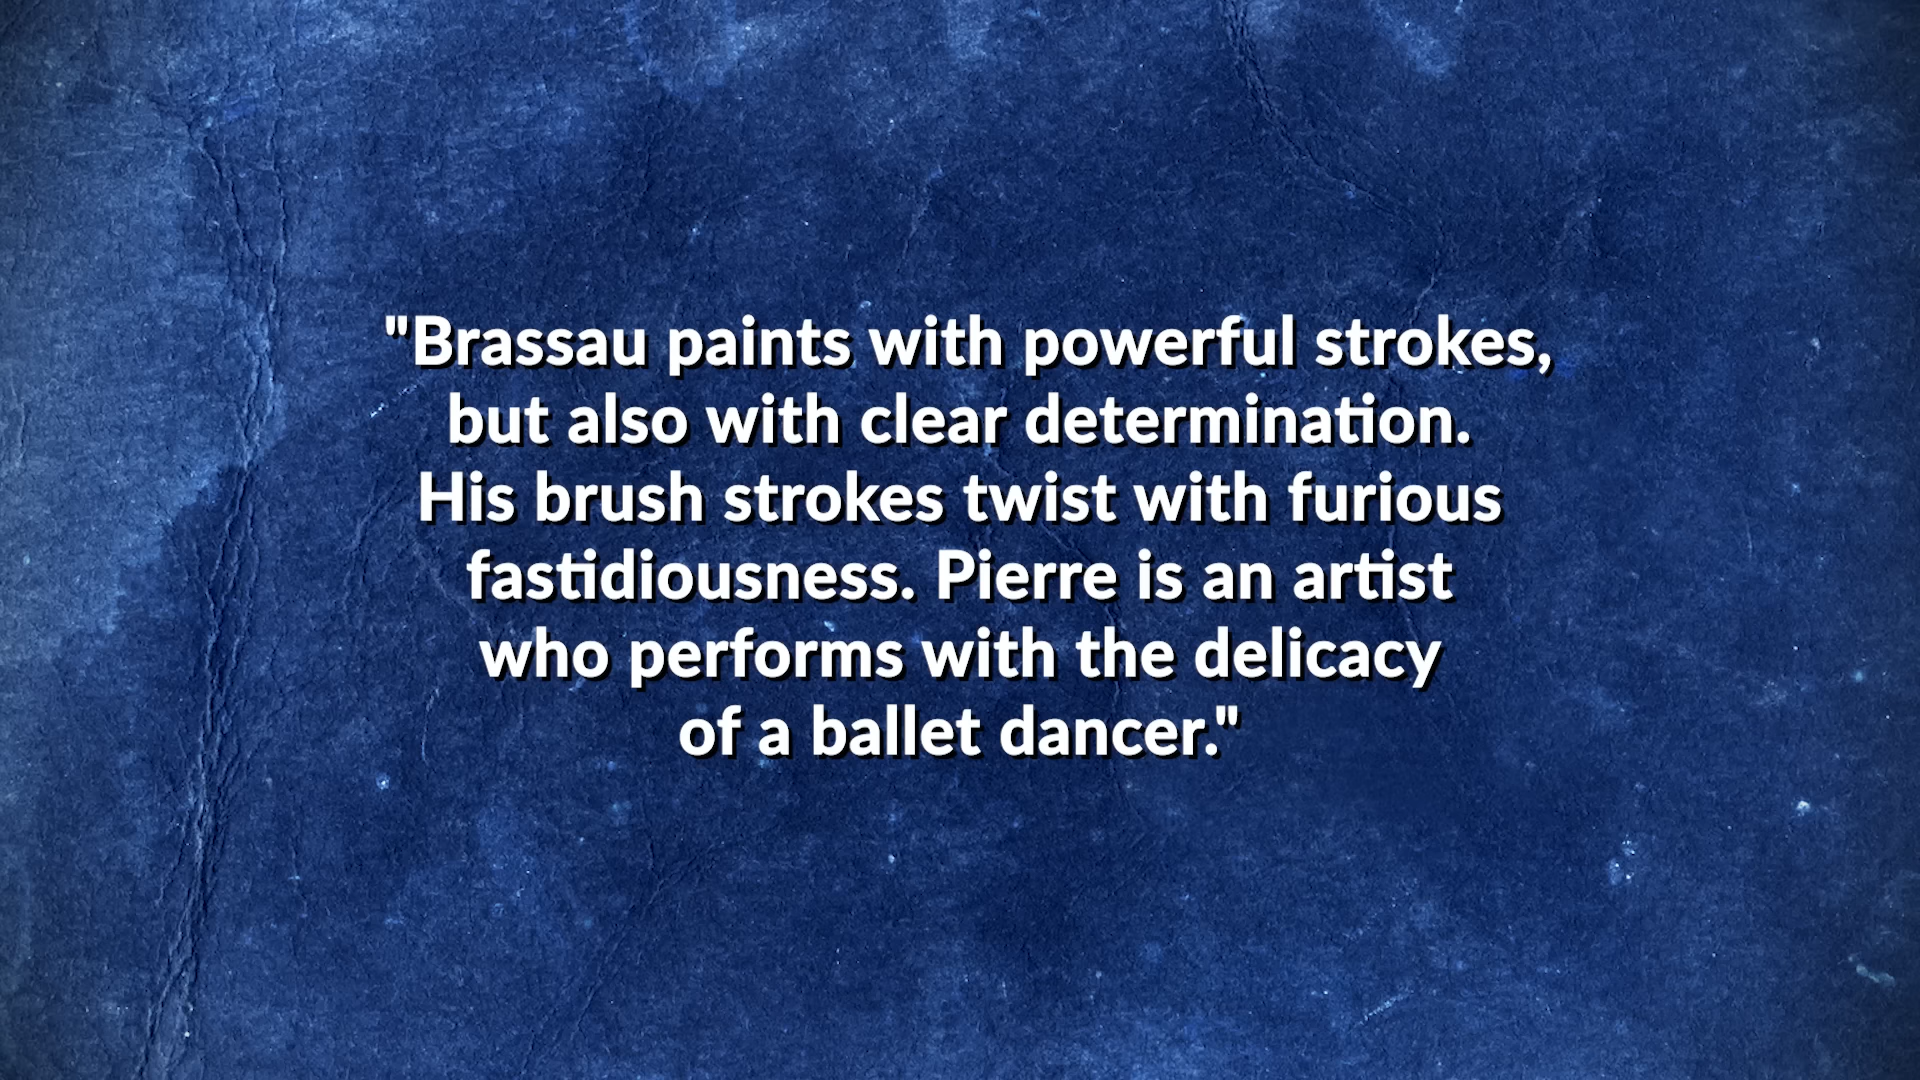 "Brassau paints with powerful strokes,
but also with clear determination.
His brush strokes twist with furious
fastidiousness. Pierre is an artist
who performs with the delicacy
of a ballet dancer."